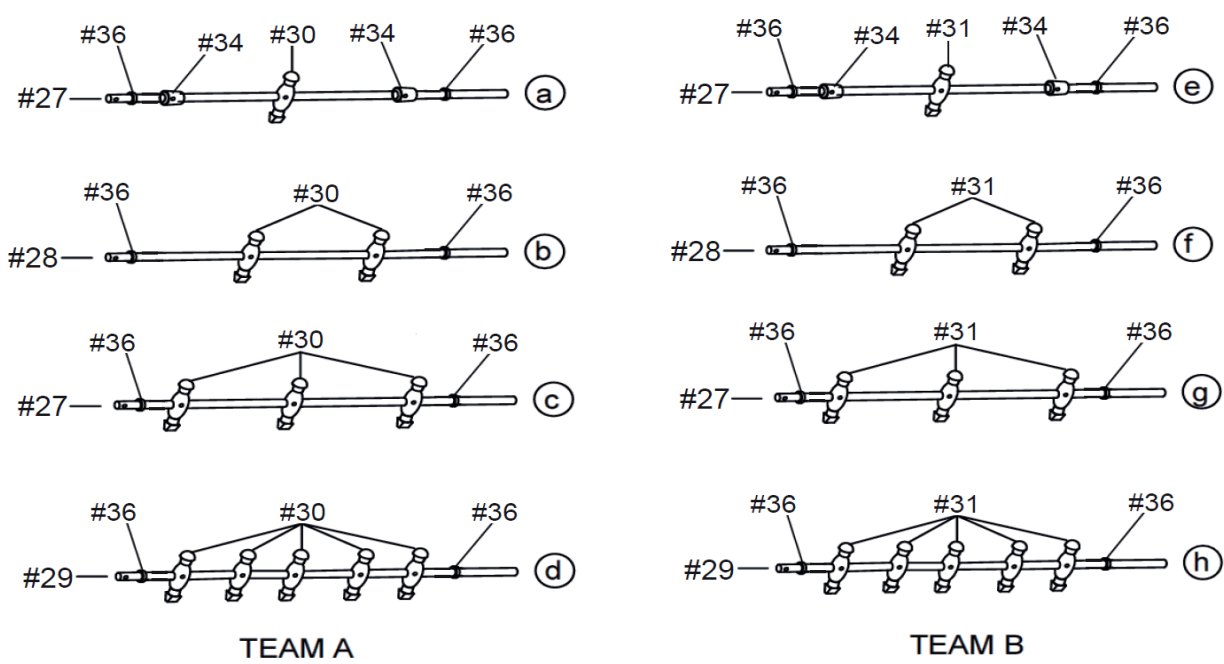 #36 #34 #30 #34 #36
#27 a
#36 #30 #36
#28 b
#36 #30 #36
#27 c
#36 #30 #36
#29 d
TEAM A
#36 #34 #31 #34 #36
#27 e
#36 #31 #36
#28 f
#36 #31 #36
#27 g
#36 #31 #36
#29 h
TEAM B